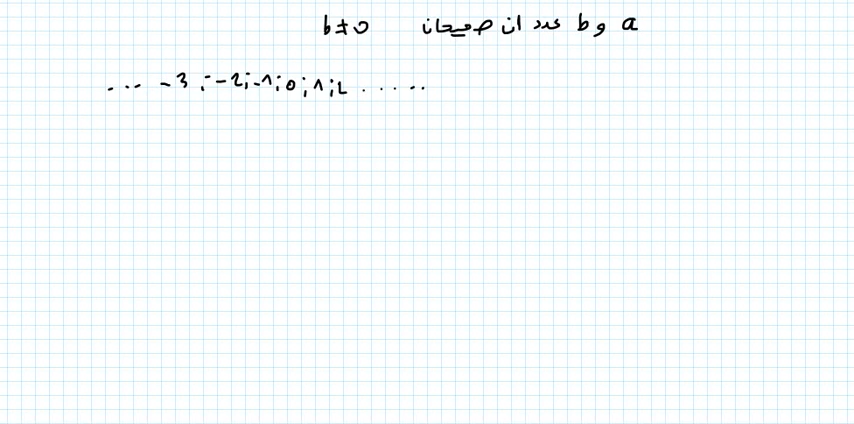 a و b عددان صحيحان b≠0
... -3 ; -2 ; -1 ; 0 ; 1 ; 2 .....